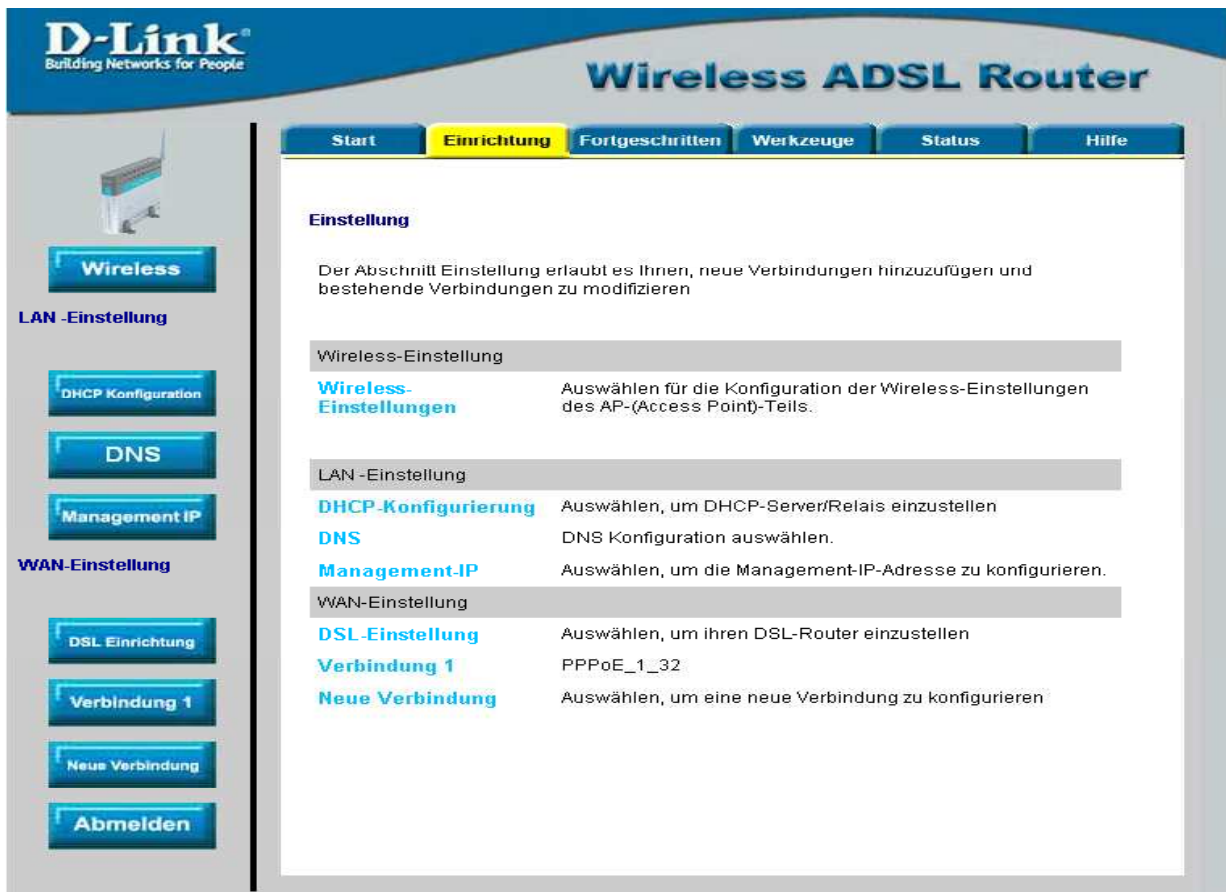 D-Link®
Building Networks for People
Wireless ADSL Router
Start
Einrichtung
Fortgeschritten
Werkzeuge
Status
Hilfe
Wireless
LAN -Einstellung
DHCP Konfiguration
DNS
Management IP
WAN-Einstellung
DSL Einrichtung
Verbindung 1
Neue Verbindung
Abmelden
Einstellung
Der Abschnitt Einstellung erlaubt es Ihnen, neue Verbindungen hinzuzufügen und
bestehende Verbindungen zu modifizieren
Wireless-Einstellung
Wireless-
Einstellungen
Auswählen für die Konfiguration der Wireless-Einstellungen
des AP-(Access Point)-Teils.
LAN -Einstellung
DHCP-Konfigurierung Auswählen, um DHCP-Server/Relais einzustellen
DNS DNS Konfiguration auswählen.
Management-IP Auswählen, um die Management-IP-Adresse zu konfigurieren.
WAN-Einstellung
DSL-Einstellung Auswählen, um ihren DSL-Router einzustellen
Verbindung 1 PPPoE_1_32
Neue Verbindung Auswählen, um eine neue Verbindung zu konfigurieren